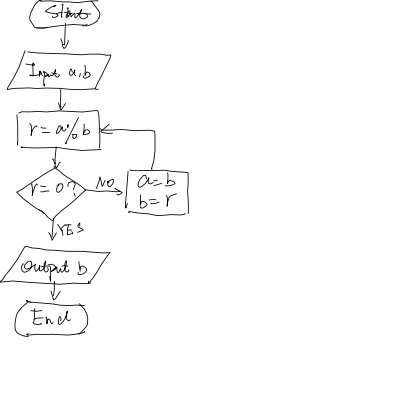 Start
Input a,b
r=a%b
r=0?
NO
a=b
b=r
YES
Output b
End